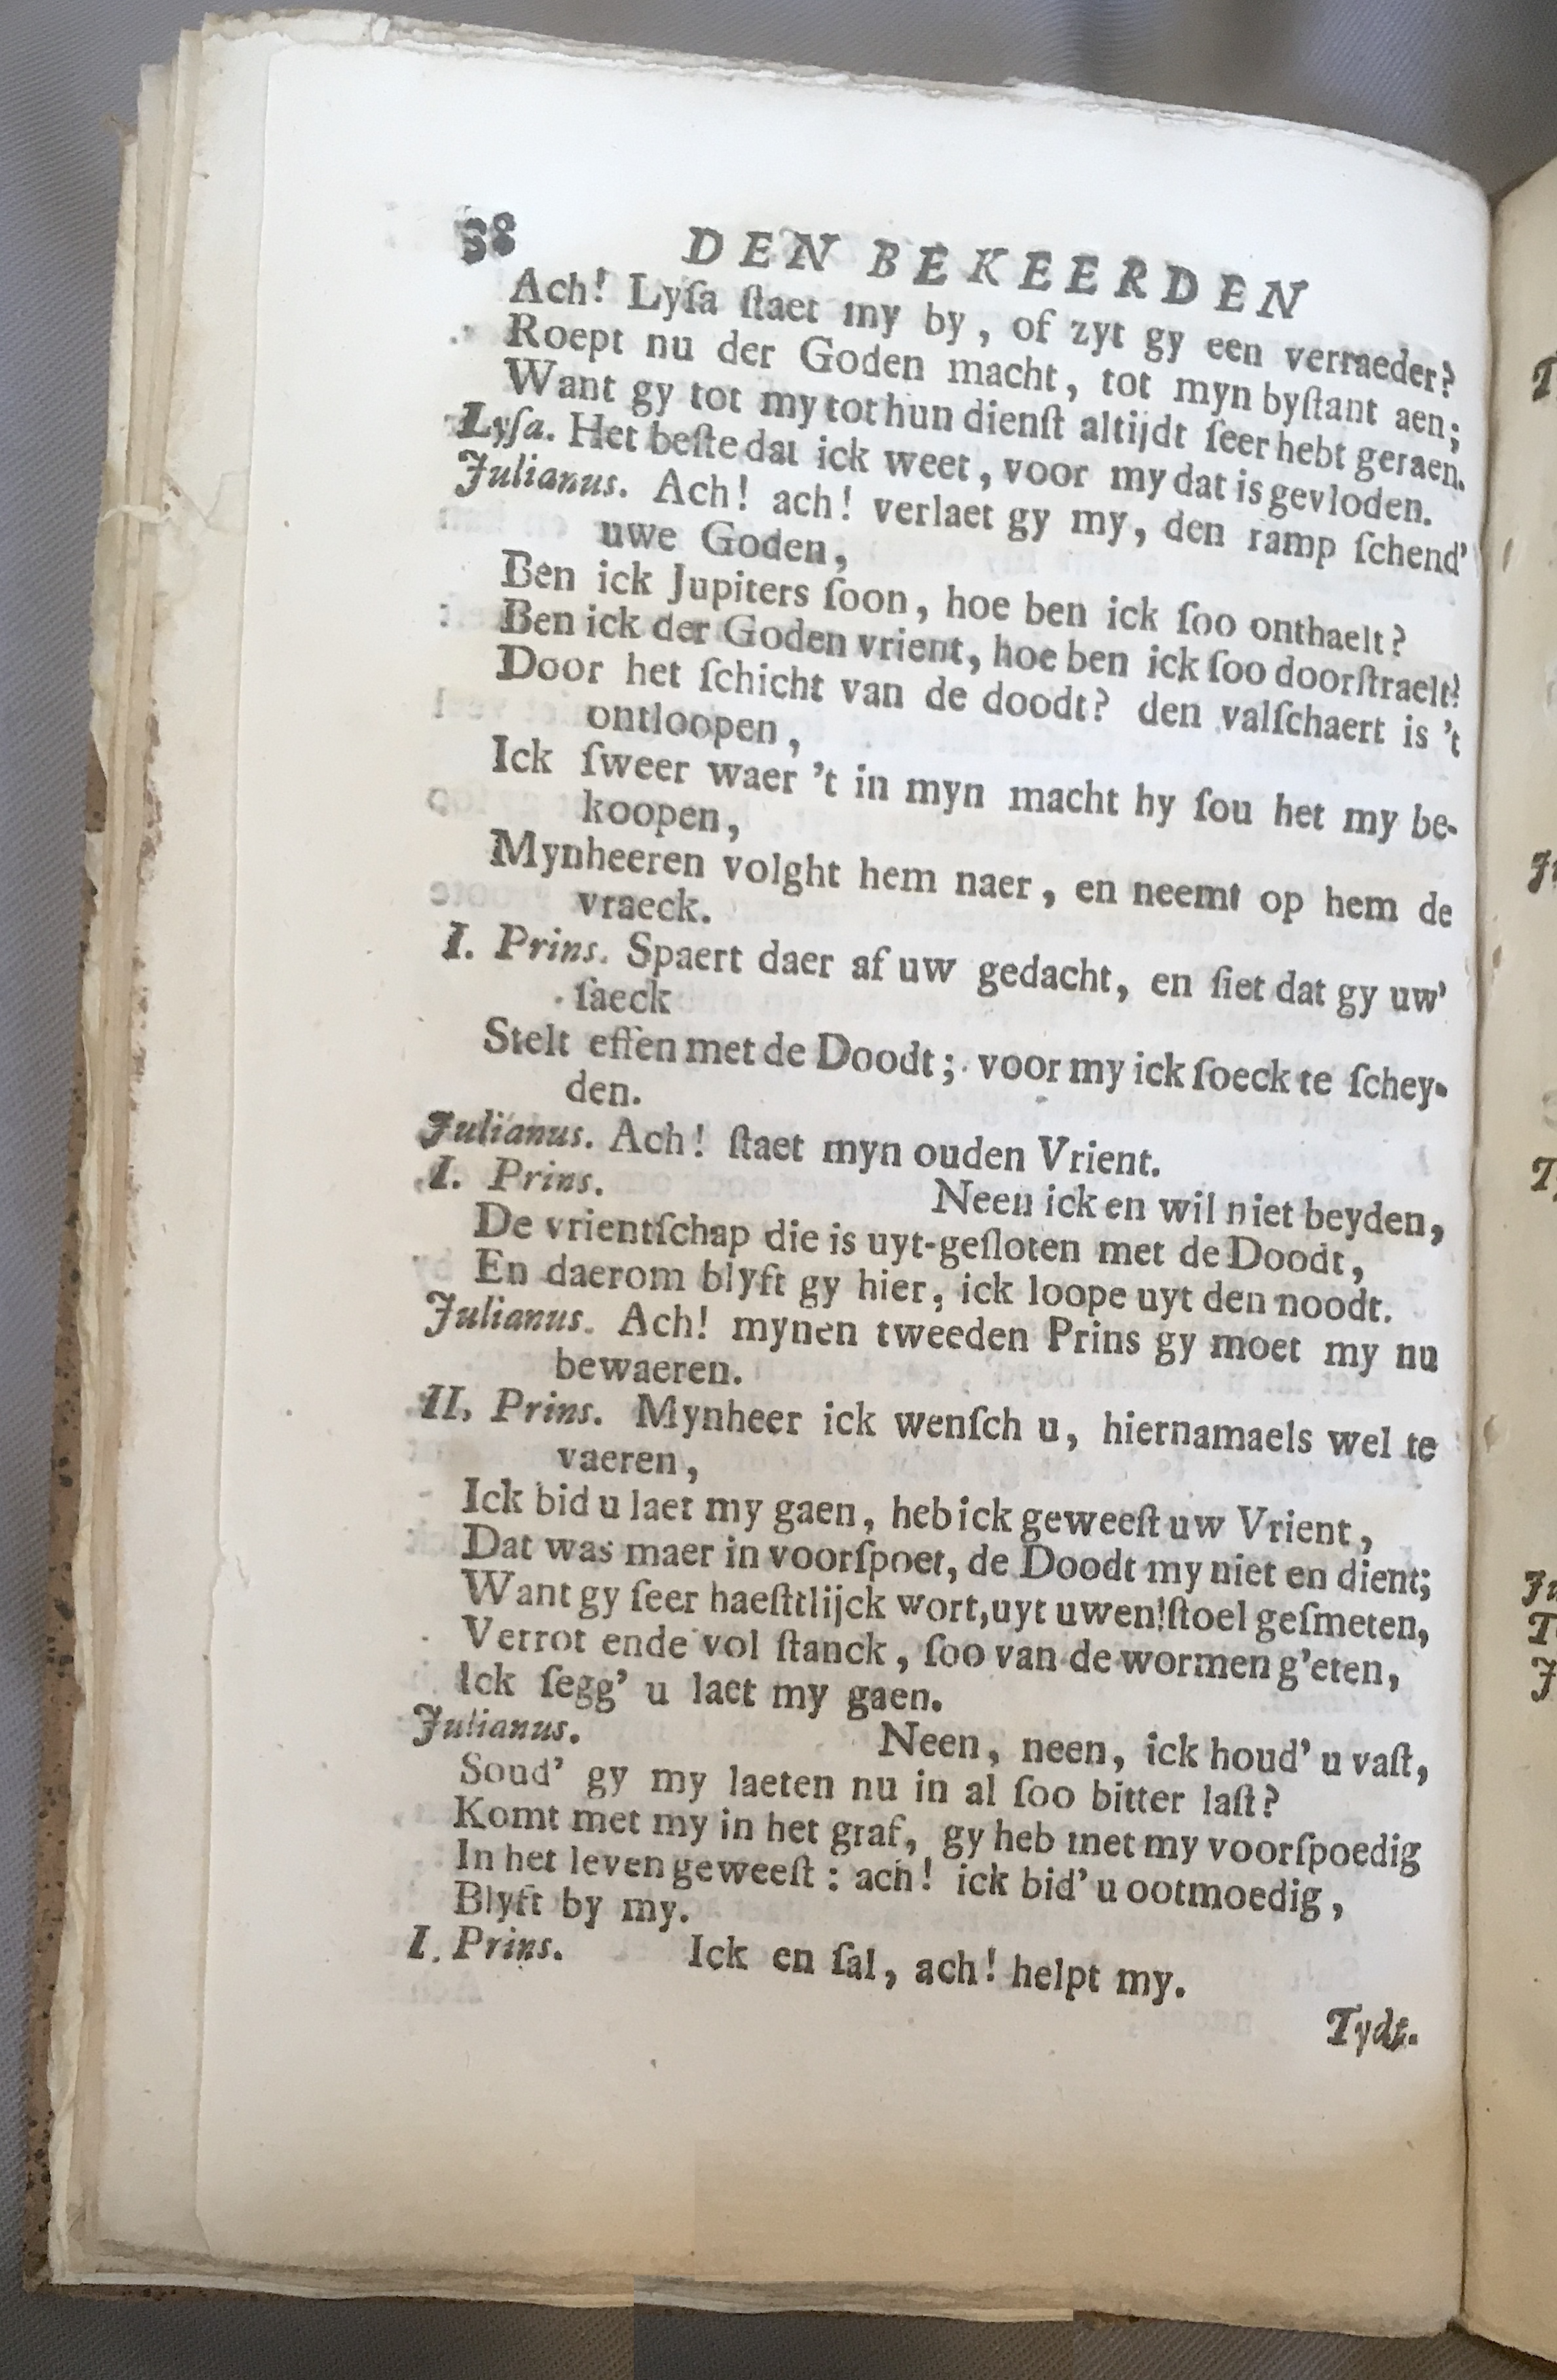 38 DEN BEKEERDEN
Ach! Lyſa ſtaet my by, of zyt gy een verraeder?
Roept nu der Goden macht, tot myn byſtant aen;
Want gy tot my tot hun dienſt altijdt ſeer hebt geraen.
Lyſa. Het beſte dat ick weet, voor my dat is gevloden.
Julianus. Ach! ach! verlaet gy my, den ramp ſchend'
uwe Goden,
Ben ick Jupiters ſoon, hoe ben ick ſoo onthaelt?
Ben ick der Goden vrient, hoe ben ick ſoo doorſtraelt?
Door het ſchicht van de doodt? den valſchaert is 't
ontloopen,
Ick ſweer waer 't in myn macht hy ſou het my be-
koopen,
Mynheeren volght hem naer, en neemt op hem de
vraeck.
I. Prins. Spaert daer af uw gedacht, en ſiet dat gy uw'
ſaeck
Stelt effen met de Doodt; voor my ick ſoeck te ſchey-
den.
Julianus. Ach! ſtaet myn ouden Vrient.
I. Prins. Neen ick en wil niet beyden,
De vrientſchap die is uyt-geſloten met de Doodt,
En daerom blyft gy hier, ick loope uyt den noodt.
Julianus. Ach! mynen tweeden Prins gy moet my nu
bewaeren.
II. Prins. Mynheer ick wenſch u, hiernamaels wel te
vaeren,
Ick bid u laet my gaen, heb ick geweeſt uw Vrient,
Dat was maer in voorſpoet, de Doodt my niet en dient;
Want gy ſeer haeſttlijck wort, uyt uwen!ſtoel geſmeten,
Verrot ende vol ſtanck, ſoo van de wormen g'eten,
Ick ſegg' u laet my gaen.
Julianus. Neen, neen, ick houd' u vaſt,
Soud' gy my laeten nu in al ſoo bitter laſt?
Komt met my in het graf, gy heb met my voorſpoedig
In het leven geweeſt: ach! ick bid' u ootmoedig,
Blyft by my.
I. Prins. Ick en ſal, ach! helpt my.
Tydt.